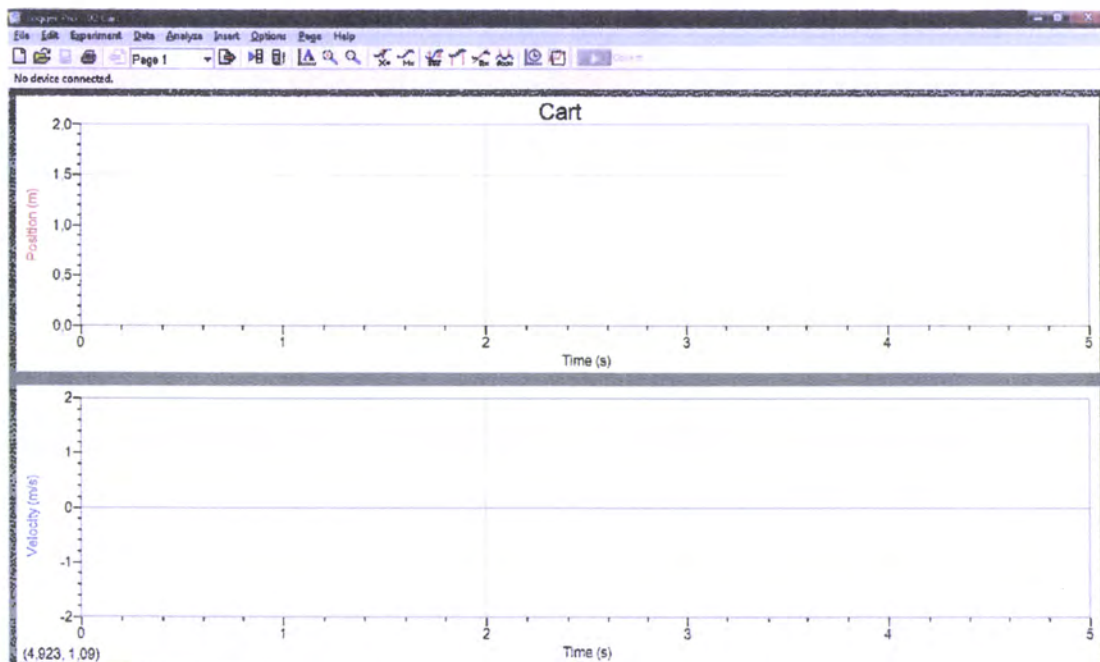 File Edit Experiment Data Analyze Insert Options Page Help
Page 1
No device connected.
Cart
2.0
1.5
1.0
0.5
0.0
Position (m)
0 1 2 3 4 5
Time (s)
2
1
0
-1
-2
Velocity (m/s)
0 1 2 3 4 5
(4.923, 1.09)
Time (s)